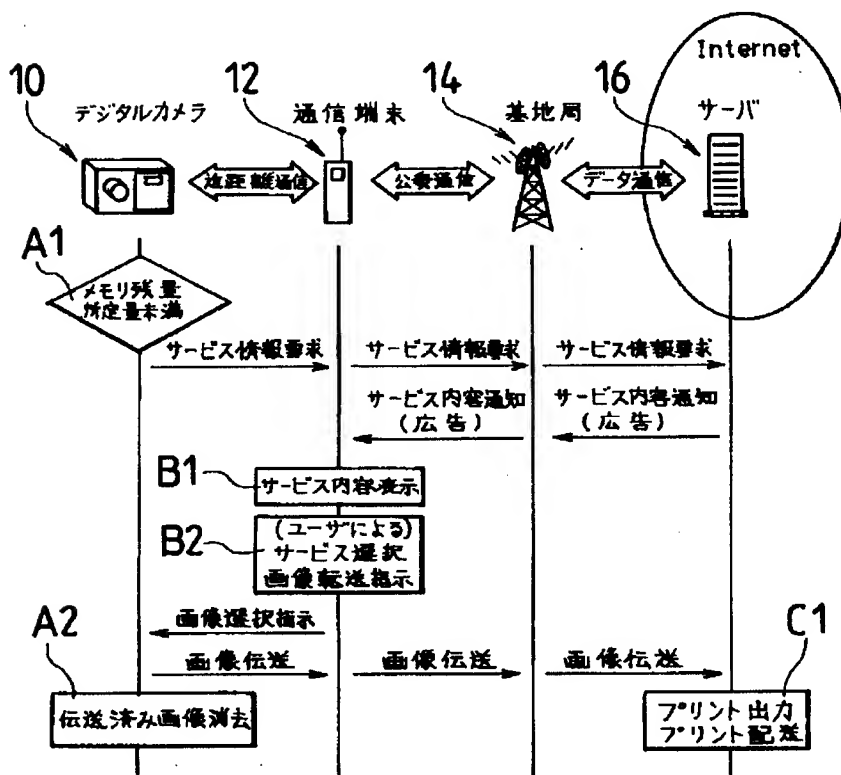 Internet
10
12
14
16
デジタルカメラ
通信端末
基地局
サーバ
近距離通信
公衆通信
データ通信
A1
メモリ残量
所定量未満
サービス情報要求
サービス情報要求
サービス情報要求
サービス内容通知
(広告)
サービス内容通知
(広告)
B1
サービス内容表示
B2
(ユーザによる)
サービス選択
画像転送指示
画像選択指示
A2
画像伝送
画像伝送
画像伝送
C1
伝送済み画像消去
プリント出力
プリント配送